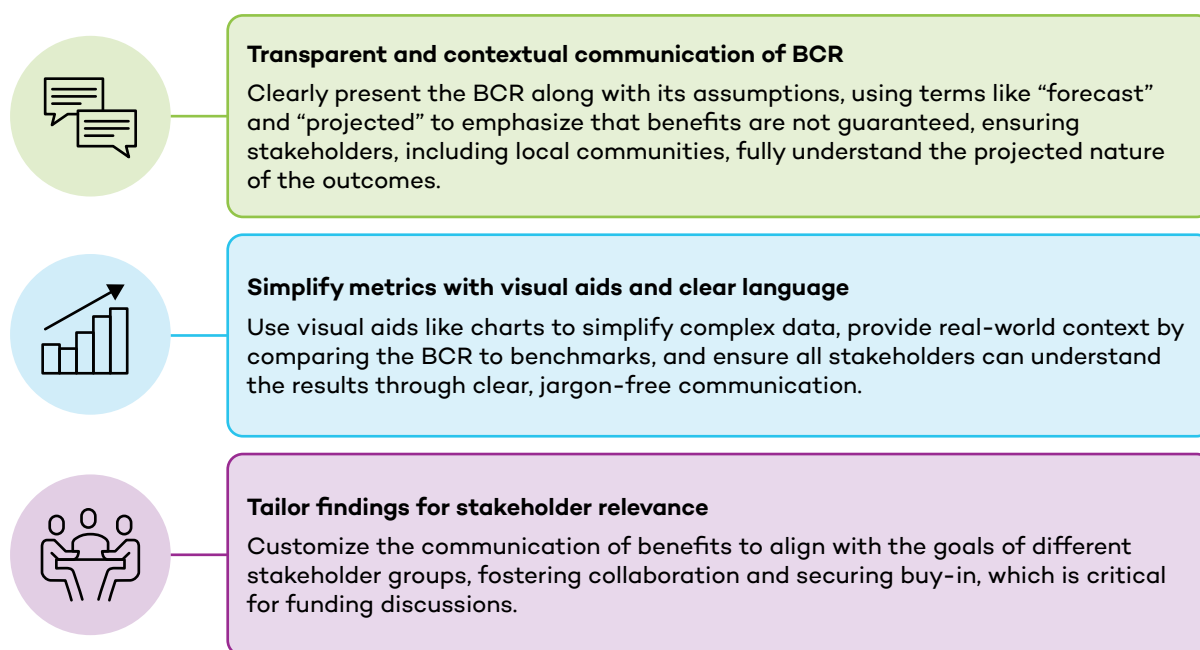 Transparent and contextual communication of BCR
Clearly present the BCR along with its assumptions, using terms like “forecast”
and “projected” to emphasize that benefits are not guaranteed, ensuring
stakeholders, including local communities, fully understand the projected nature
of the outcomes.
Simplify metrics with visual aids and clear language
Use visual aids like charts to simplify complex data, provide real-world context by
comparing the BCR to benchmarks, and ensure all stakeholders can understand
the results through clear, jargon-free communication.
Tailor findings for stakeholder relevance
Customize the communication of benefits to align with the goals of different
stakeholder groups, fostering collaboration and securing buy-in, which is critical
for funding discussions.